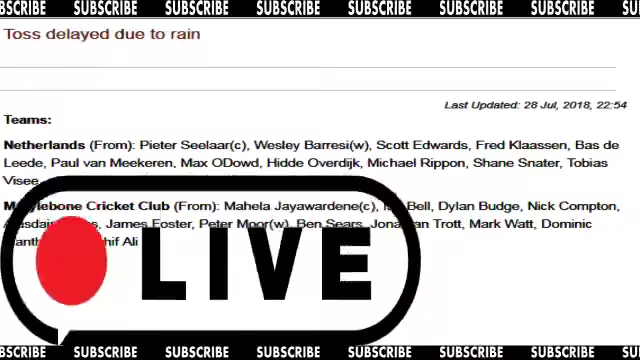 SUBSCRIBE SUBSCRIBE SUBSCRIBE SUBSCRIBE SUBSCRIBE SUBSCRIBE SUBSCRIBE
Toss delayed due to rain
Last Updated: 28 Jul, 2018, 22:54
Teams:
Netherlands (From): Pieter Seelaar(c), Wesley Barresi(w), Scott Edwards, Fred Klaassen, Bas de
Leede, Paul van Meekeren, Max ODowd, Hidde Overdijk, Michael Rippon, Shane Snater, Tobias
Visee
Cricket Club (From): Mahela Jayawardene(c), Bell, Dylan Budge, Nick Compton,
James Foster, Peter Moor(w), Ben Sears, Trott, Mark Watt, Dominic
Ali
LIVE
SUBSCRIBE SUBSCRIBE SUBSCRIBE SUBSCRIBE SUBSCRIBE SUBSCRIBE SUBSCRIBE